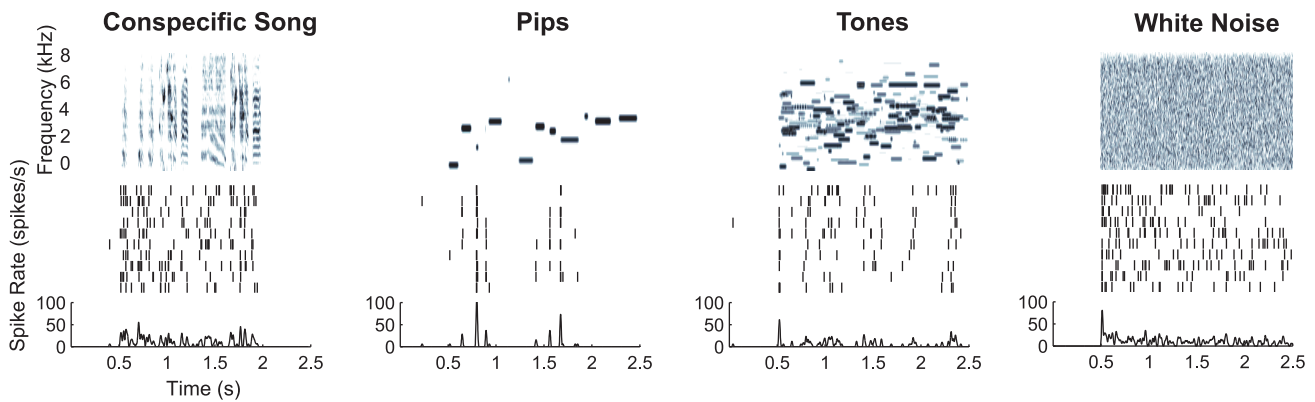 Conspecific Song Pips Tones White Noise
Frequency (kHz)
8
6
4
2
0
Spike Rate (spikes/s)
100 100 100 100
50 50 50 50
0 0 0 0
0.5 1 1.5 2 2.5 0.5 1 1.5 2 2.5 0.5 1 1.5 2 2.5 0.5 1 1.5 2 2.5
Time (s)